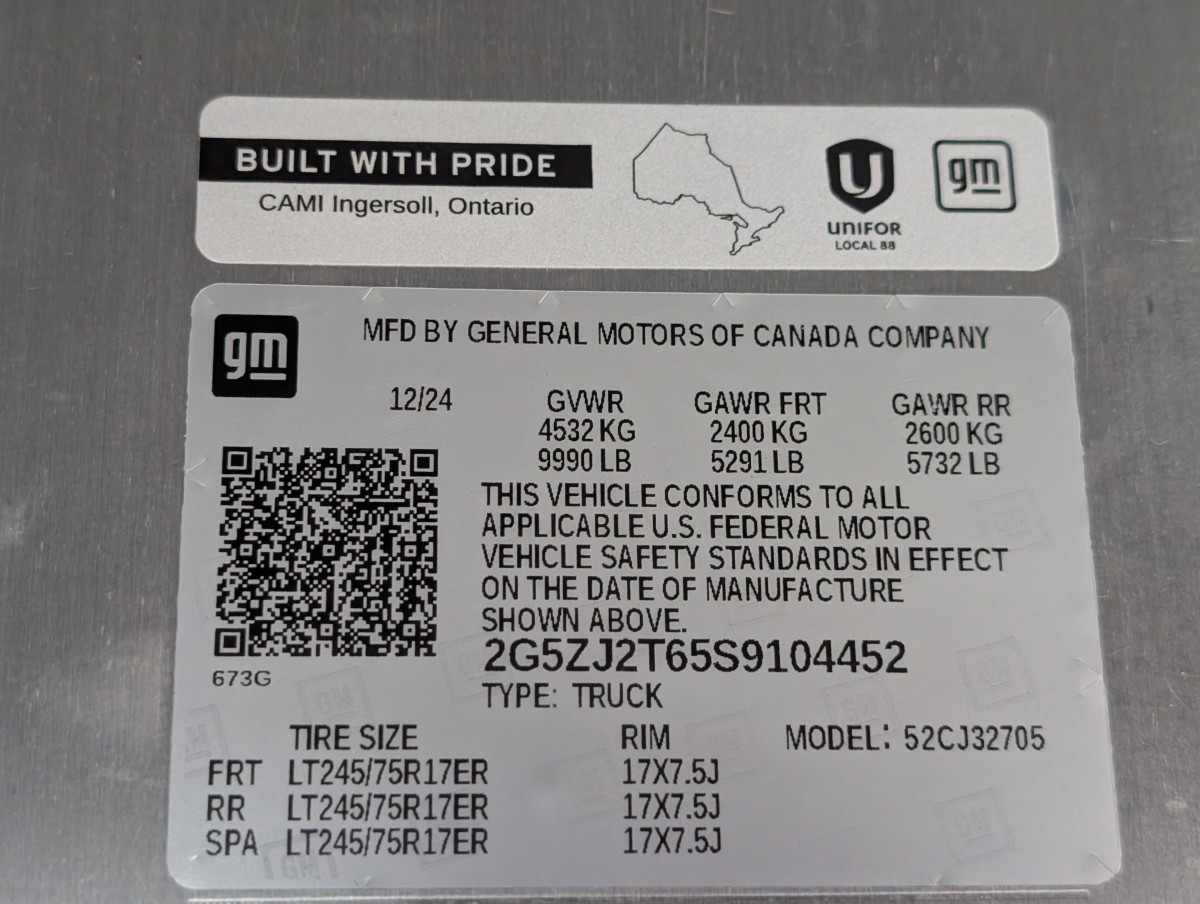 BUILT WITH PRIDE
CAMI Ingersoll, Ontario
UNIFOR
LOCAL 88
gm
gm
MFD BY GENERAL MOTORS OF CANADA COMPANY
12/24 GVWR GAWR FRT GAWR RR
4532 KG 2400 KG 2600 KG
9990 LB 5291 LB 5732 LB
THIS VEHICLE CONFORMS TO ALL
APPLICABLE U.S. FEDERAL MOTOR
VEHICLE SAFETY STANDARDS IN EFFECT
ON THE DATE OF MANUFACTURE
SHOWN ABOVE.
2G5ZJ2T65S9104452
673G
TYPE: TRUCK
TIRE SIZE RIM MODEL: 52CJ32705
FRT LT245/75R17ER 17X7.5J
RR LT245/75R17ER 17X7.5J
SPA LT245/75R17ER 17X7.5J